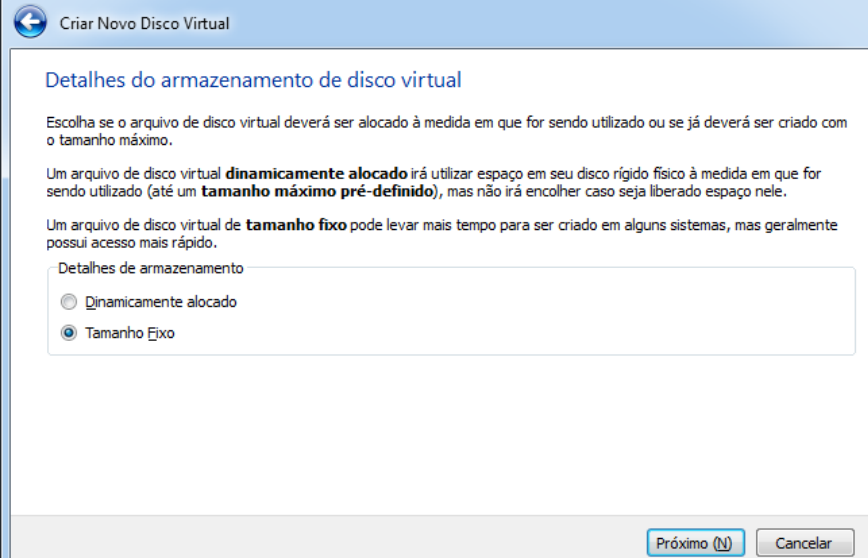 Criar Novo Disco Virtual
Detalhes do armazenamento de disco virtual
Escolha se o arquivo de disco virtual deverá ser alocado à medida em que for sendo utilizado ou se já deverá ser criado com
o tamanho máximo.
Um arquivo de disco virtual dinamicamente alocado irá utilizar espaço em seu disco rígido físico à medida em que for
sendo utilizado (até um tamanho máximo pré-definido), mas não irá encolher caso seja liberado espaço nele.
Um arquivo de disco virtual de tamanho fixo pode levar mais tempo para ser criado em alguns sistemas, mas geralmente
possui acesso mais rápido.
Detalhes de armazenamento
Dinamicamente alocado
Tamanho Fixo
Próximo (N)
Cancelar